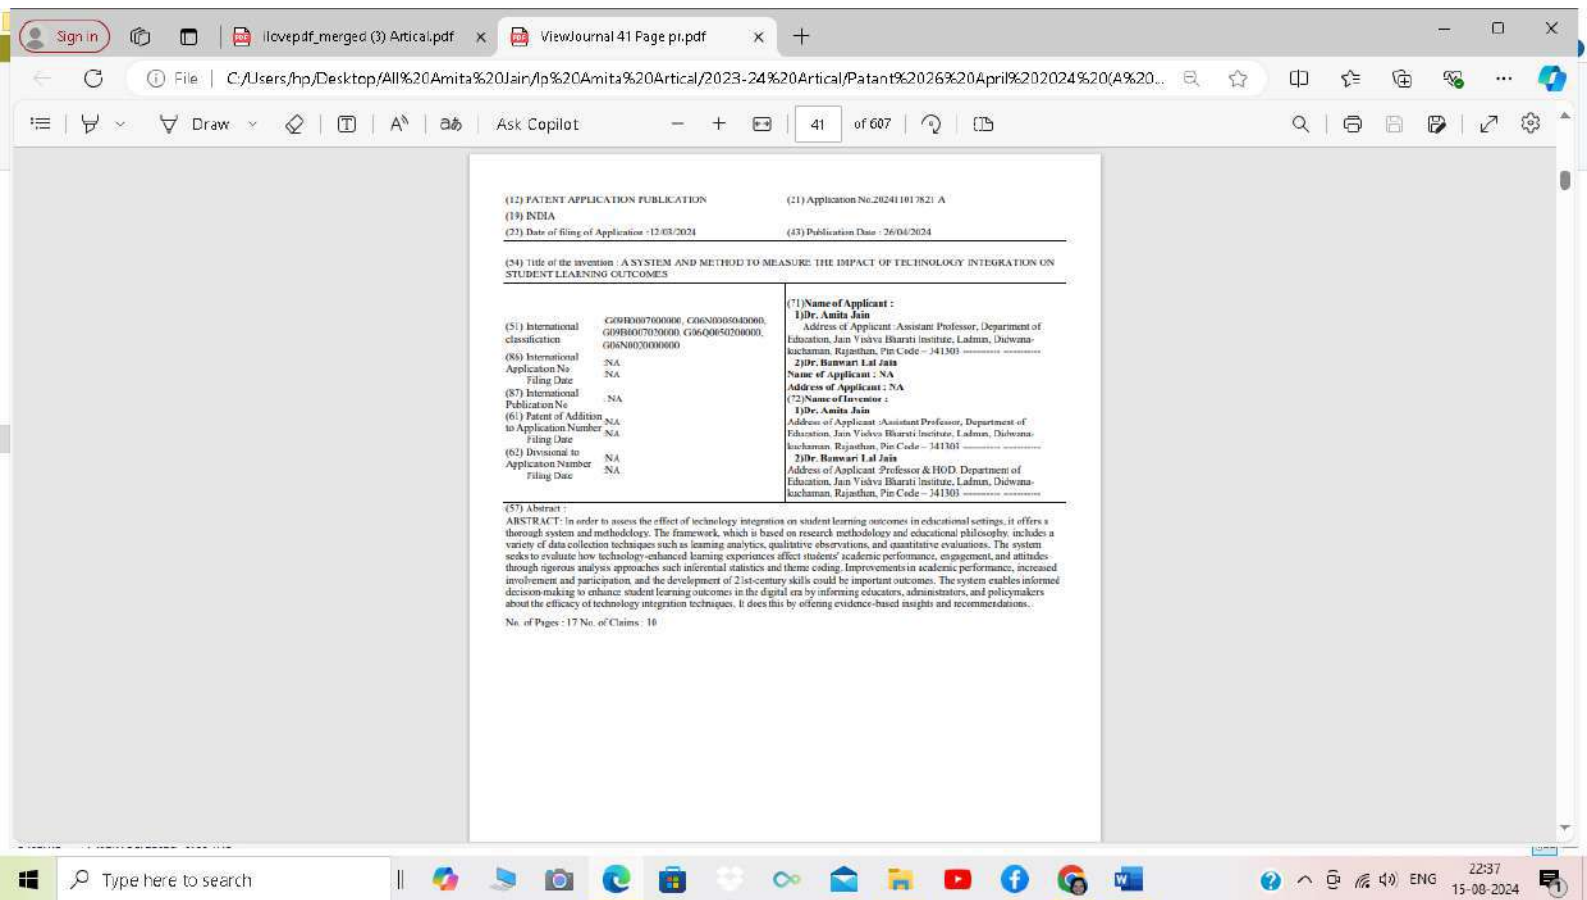 Sign in
ilovepdf_merged (3) Artical.pdf
ViewJournal 41 Page pr.pdf
File
C:/Users/hp/Desktop/All%20Amita%20Jain/Ip%20Amita%20Artical/2023-24%20Artical/Patant%2026%20April%202024%20(A%20...
Draw
Ask Copilot
41
of 607
(12) PATENT APPLICATION PUBLICATION
(21) Application No.202411017821 A
(19) INDIA
(22) Date of filing of Application :12/03/2024
(43) Publication Date : 26/04/2024
(54) Title of the invention : A SYSTEM AND METHOD TO MEASURE THE IMPACT OF TECHNOLOGY INTEGRATION ON
STUDENT LEARNING OUTCOMES
(51) International
classification
G09B0007000000, G06N0005040000,
G09B0007020000, G06Q0050200000,
G06N0020000000
(86) International
Application No
Filing Date
:NA
:NA
(87) International
Publication No
: NA
(61) Patent of Addition
to Application Number
Filing Date
:NA
:NA
(62) Divisional to
Application Number
Filing Date
:NA
:NA
(71)Name of Applicant :
1)Dr. Amita Jain
Address of Applicant :Assistant Professor, Department of
Education, Jain Vishva Bharati Institute, Ladnun, Didwana-
kuchaman, Rajasthan, Pin Code – 341303 ----------- -----------
2)Dr. Banwari Lal Jain
Name of Applicant : NA
Address of Applicant : NA
(72)Name of Inventor :
1)Dr. Amita Jain
Address of Applicant :Assistant Professor, Department of
Education, Jain Vishva Bharati Institute, Ladnun, Didwana-
kuchaman, Rajasthan, Pin Code – 341303 ----------- -----------
2)Dr. Banwari Lal Jain
Address of Applicant :Professor & HOD, Department of
Education, Jain Vishva Bharati Institute, Ladnun, Didwana-
kuchaman, Rajasthan, Pin Code – 341303 ----------- -----------
(57) Abstract :
ABSTRACT: In order to assess the effect of technology integration on student learning outcomes in educational settings, it offers a
thorough system and methodology. The framework, which is based on research methodology and educational philosophy, includes a
variety of data collection techniques such as learning analytics, qualitative observations, and quantitative evaluations. The system
seeks to evaluate how technology-enhanced learning experiences affect students' academic performance, engagement, and attitudes
through rigorous analysis approaches such inferential statistics and theme coding. Improvements in academic performance, increased
involvement and participation, and the development of 21st-century skills could be important outcomes. The system enables informed
decision-making to enhance student learning outcomes in the digital era by informing educators, administrators, and policymakers
about the efficacy of technology integration techniques. It does this by offering evidence-based insights and recommendations.
No. of Pages : 17 No. of Claims : 10
Type here to search
ENG
22:37
15-08-2024
1